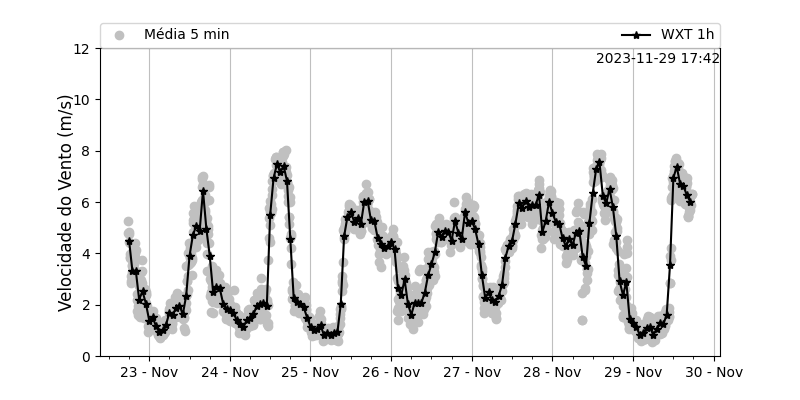 Média 5 min
WXT 1h
2023-11-29 17:42
Velocidade do Vento (m/s)
12
10
8
6
4
2
0
23 - Nov
24 - Nov
25 - Nov
26 - Nov
27 - Nov
28 - Nov
29 - Nov
30 - Nov